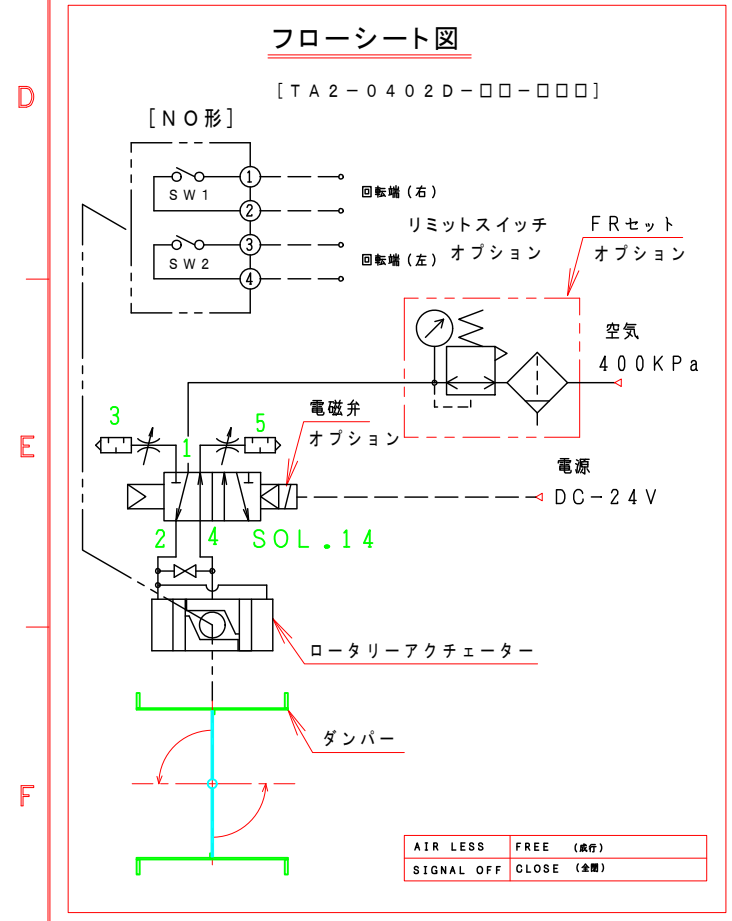 フローシート図
[TA2-0402D-□□-□□□]
[NO形]
D
1
SW1
2
回転端(右)
リミットスイッチ
オプション
3
SW2
4
回転端(左)
FRセット
オプション
空気
400KPa
電磁弁
オプション
3
1
5
E
電源
DC-24V
2
4
SOL.14
ロータリーアクチェーター
ダンパー
F
AIR LESS FREE (成行)
SIGNAL OFF CLOSE (全閉)